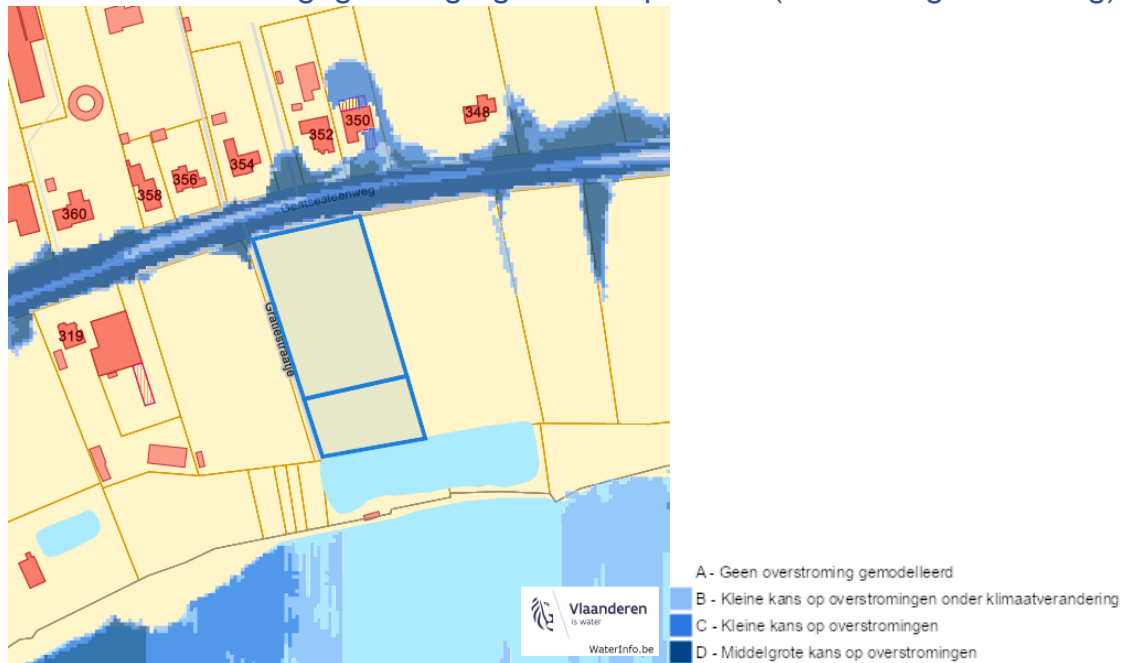 352
350
348
354
356
358
360
Gentsesteenweg
Gratiestraatje
319
Vlaanderen
is water
WaterInfo.be
A - Geen overstroming gemodelleerd
B - Kleine kans op overstromingen onder klimaatverandering
C - Kleine kans op overstromingen
D - Middelgrote kans op overstromingen